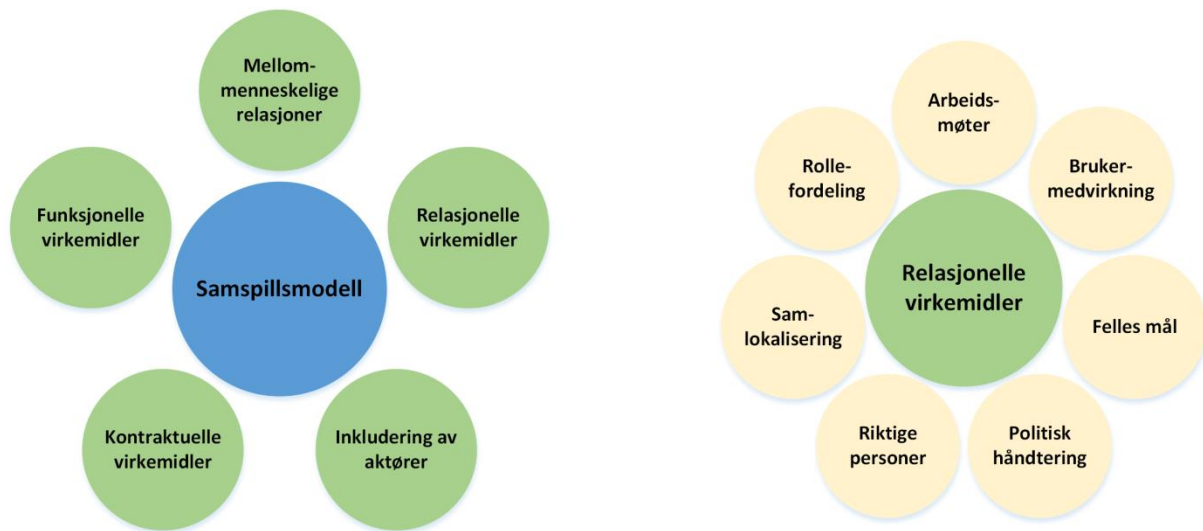 Mellom-
menneskelige
relasjoner
Funksjonelle
virkemidler
Relasjonelle
virkemidler
Samspillsmodell
Kontraktuelle
virkemidler
Inkludering av
aktører
Arbeids-
møter
Rolle-
fordeling
Bruker-
medvirkning
Relasjonelle
virkemidler
Sam-
lokalisering
Felles mål
Riktige
personer
Politisk
håndtering